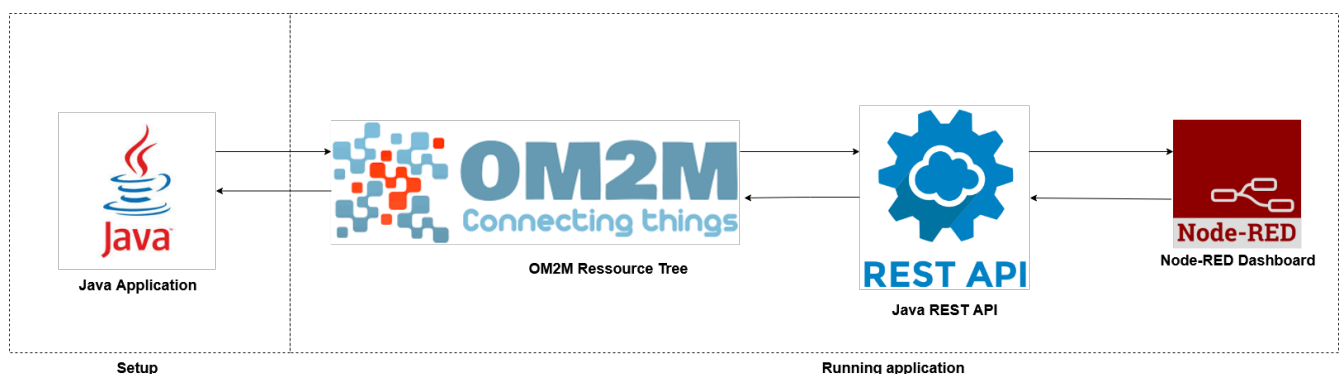 Java™
Java Application
OM2M
Connecting things
OM2M Ressource Tree
REST API
Java REST API
Node-RED
Node-RED Dashboard
Setup
Running application